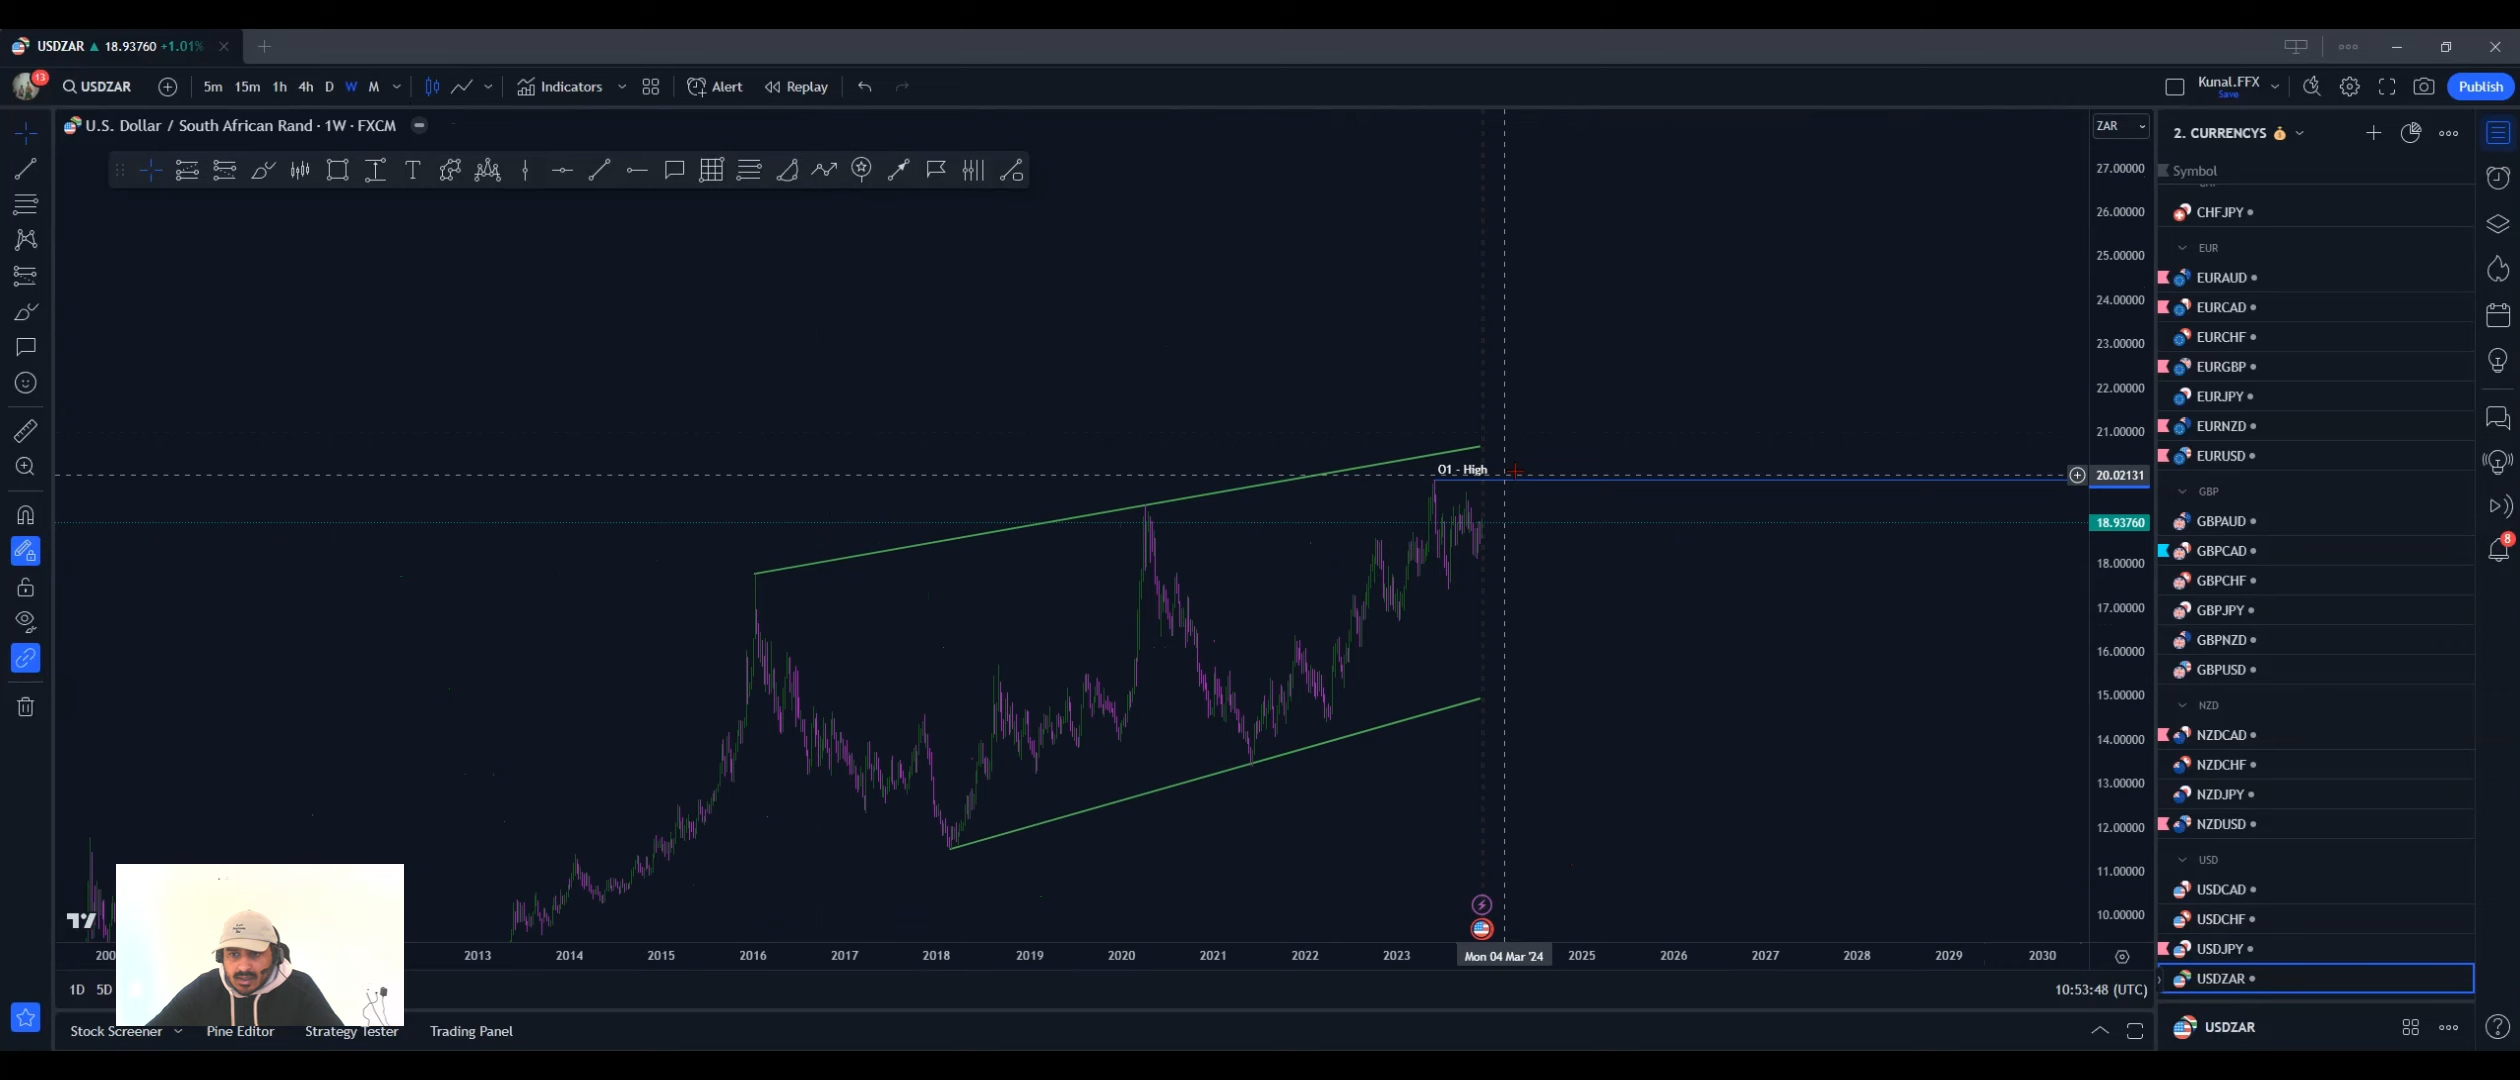 USDZAR ▲ 18.93760 +1.01%
13
USDZAR 5m 15m 1h 4h D W M Indicators Alert Replay Kunal.FFX Publish
Save
U.S. Dollar / South African Rand · 1W · FXCM
ZAR
2. CURRENCYS 💰
Symbol
CHFJPY
EUR
EURAUD
EURCAD
EURCHF
EURGBP
EURJPY
EURNZD
EURUSD
GBP
GBPAUD
GBPCAD
GBPCHF
GBPJPY
GBPNZD
GBPUSD
NZD
NZDCAD
NZDCHF
NZDJPY
NZDUSD
USD
USDCAD
USDCHF
USDJPY
USDZAR
USDZAR
8
27.00000
26.00000
25.00000
24.00000
23.00000
22.00000
21.00000
20.02131
18.93760
18.00000
17.00000
16.00000
15.00000
14.00000
13.00000
12.00000
11.00000
10.00000
O1 - High
2013 2014 2015 2016 2017 2018 2019 2020 2021 2022 2023 Mon 04 Mar '24 2025 2026 2027 2028 2029 2030
1D 5D
10:53:48 (UTC)
Stock Screener Pine Editor Strategy Tester Trading Panel